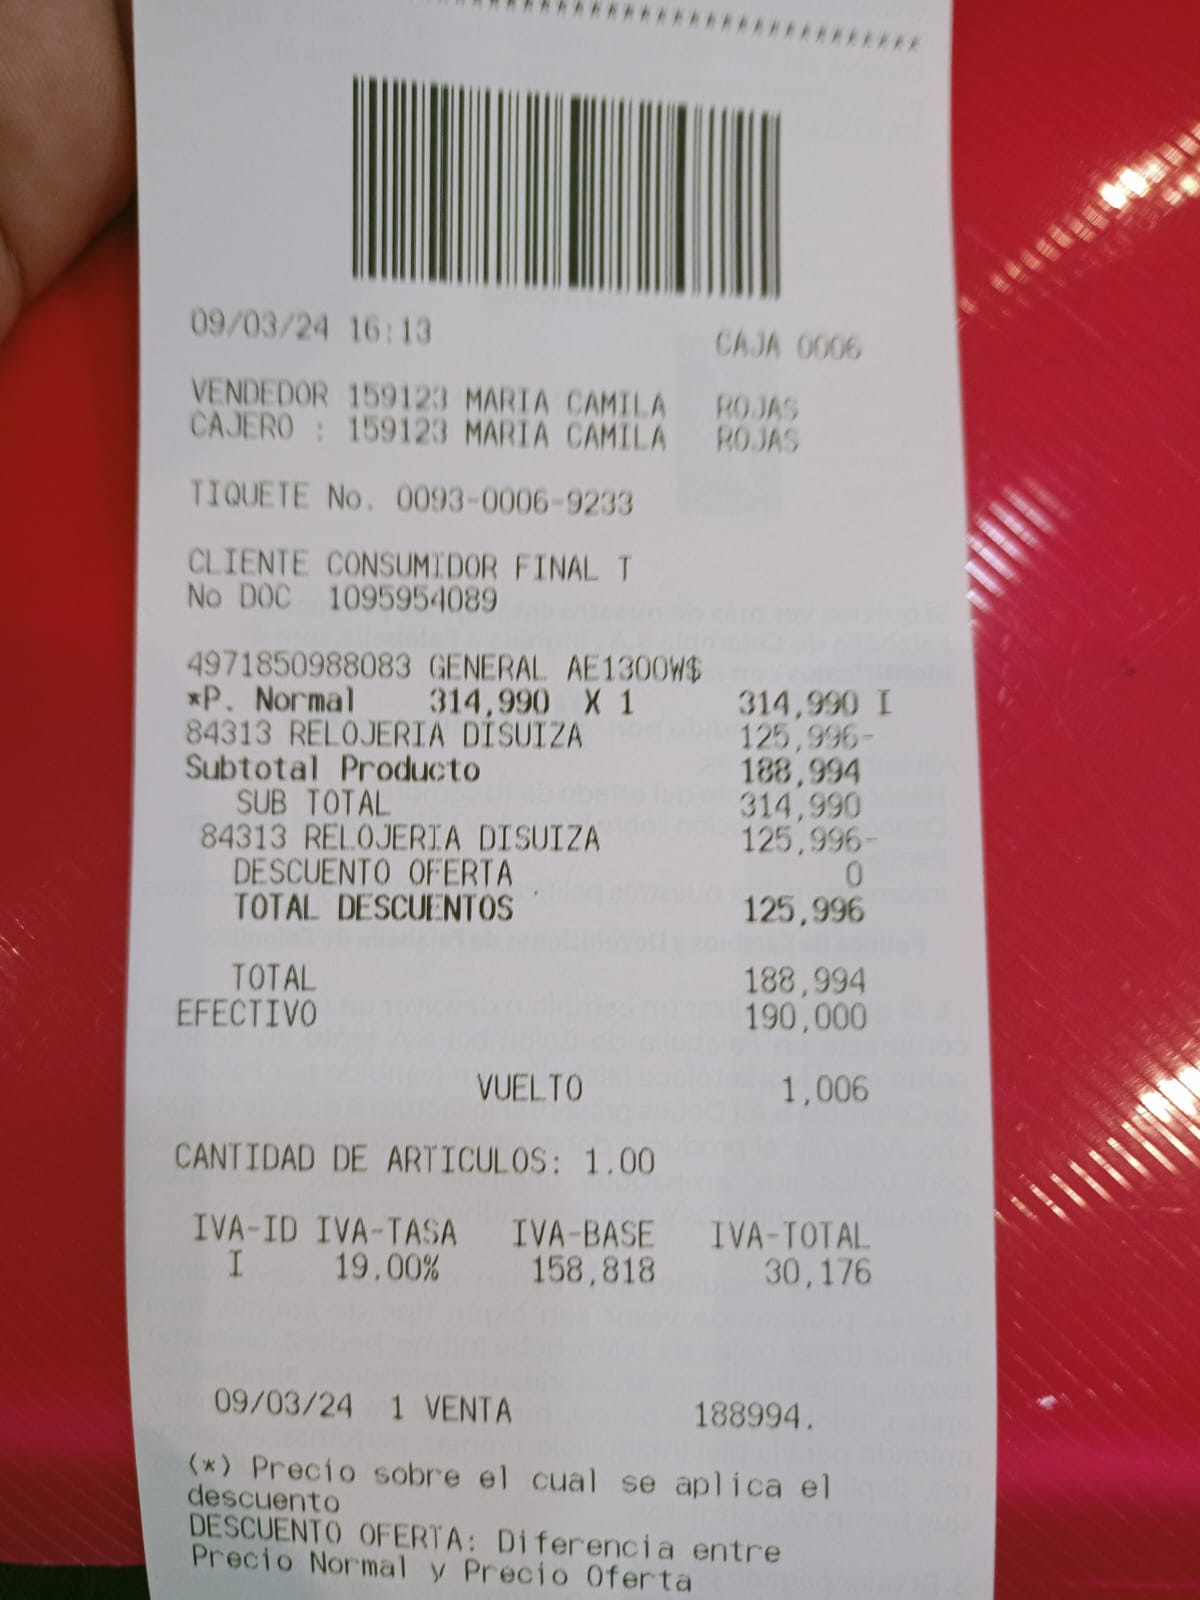 09/03/24 16:13 CAJA 0006
VENDEDOR 159123 MARIA CAMILA ROJAS
CAJERO : 159123 MARIA CAMILA ROJAS
TIQUETE No. 0093-0006-9233
CLIENTE CONSUMIDOR FINAL T
No DOC 1095954089
4971850988083 GENERAL AE1300W$
*P. Normal 314,990 X 1 314,990 I
84313 RELOJERIA DISUIZA 125,996-
Subtotal Producto 188,994
SUB TOTAL 314,990
84313 RELOJERIA DISUIZA 125,996-
DESCUENTO OFERTA 0
TOTAL DESCUENTOS 125,996
TOTAL 188,994
EFECTIVO 190,000
VUELTO 1,006
CANTIDAD DE ARTICULOS: 1.00
IVA-ID IVA-TASA IVA-BASE IVA-TOTAL
I 19.00% 158,818 30,176
09/03/24 1 VENTA 188994.
(*) Precio sobre el cual se aplica el
descuento
DESCUENTO OFERTA: Diferencia entre
Precio Normal y Precio Oferta